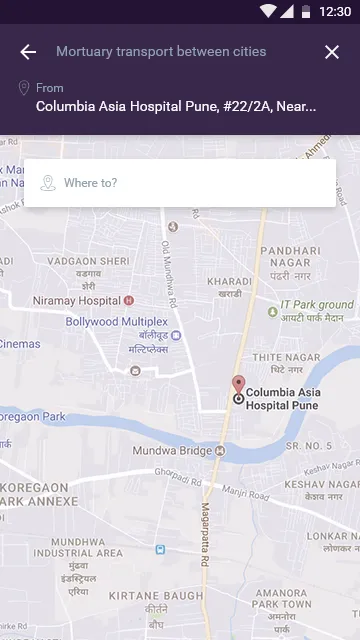 12:30
Mortuary transport between cities
From
Columbia Asia Hospital Pune, #22/2A, Near...
Where to?
Old Mundhwa Rd
VADGAON SHERI
वडगाव
शेरी
PANDHARI
NAGAR
पंढरी नगर
KHARADI
खराडी
Niramay Hospital
H
IT Park ground
आयटी पार्क मैदान
Bollywood Multiplex
बॉलीवूड
मल्टिप्लेक्स
Cinemas
THITE NAGAR
थिटे नगर
Columbia Asia
Hospital Pune
oregaon Park
Mundwa Bridge
SR. NO. 5
Ghorpadi Rd
Manjri Road
Keshav Nagar R
KOREGAON
ARK ANNEXE
KESHAV NAGAR
केशव नगर
Magarpatta Rd
MUNDHWA
INDUSTRIAL AREA
मुंढवा
इंडस्ट्रियल
एरिया
LONKAR N
लोणकर
KIRTANE BAUGH
कीर्तने
बौघ
AMANORA
PARK TOWN
अमनोरा
पार्क